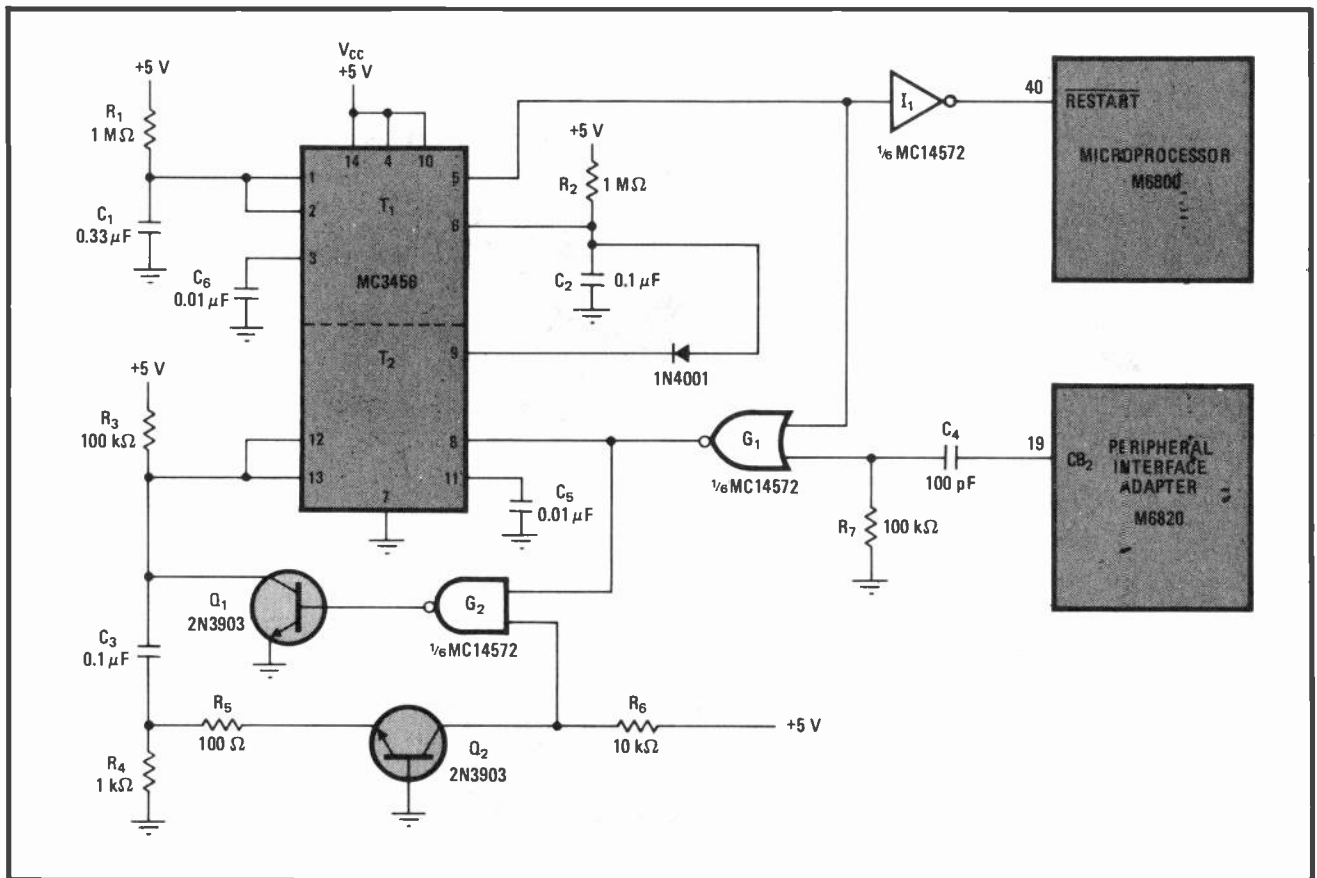 +5 V
R1
1 MΩ
C1
0.33 µF
C6
0.01 µF
VCC
+5 V
14
4
10
1
2
3
5
6
T1
MC3456
T2
9
12
13
8
11
7
+5 V
R2
1 MΩ
C2
0.1 µF
1N4001
I1
1/6 MC14572
40
RESTART
MICROPROCESSOR
M6800
+5 V
R3
100 kΩ
C5
0.01 µF
G1
1/6 MC14572
C4
100 pF
R7
100 kΩ
19
CB2
PERIPHERAL
INTERFACE
ADAPTER
M6820
Q1
2N3903
G2
1/6 MC14572
C3
0.1 µF
R5
100 Ω
Q2
2N3903
R6
10 kΩ
+5 V
R4
1 kΩ